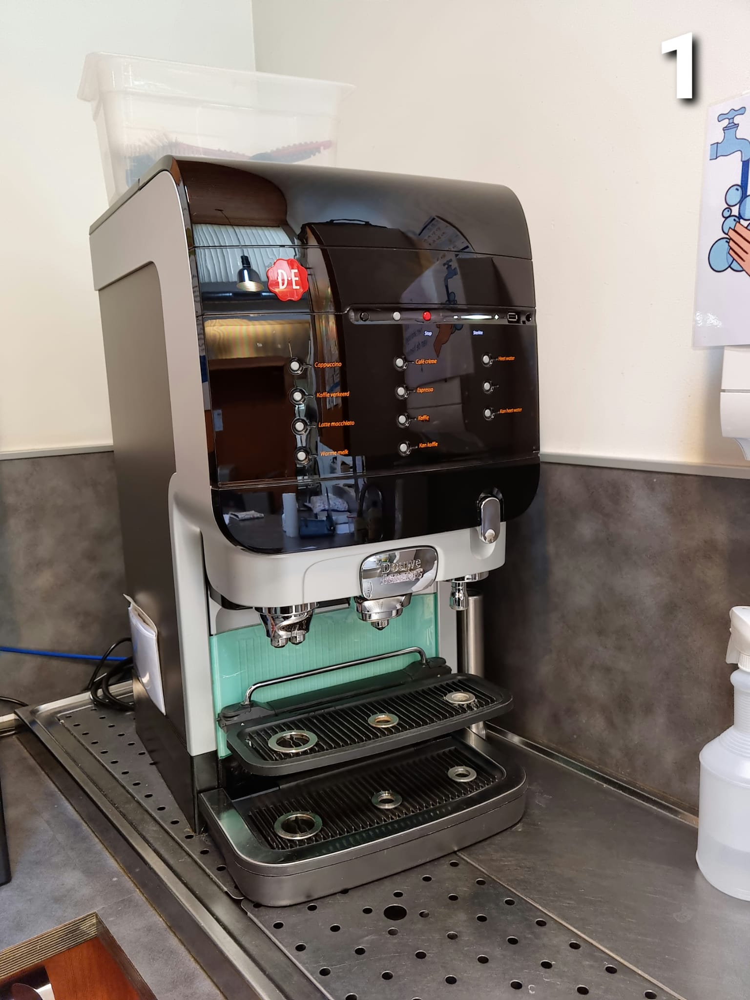 1
D·E
Stop
Sterkte
Cappuccino
Café crème
Heet water
Koffie verkeerd
Espresso
Latte macchiato
Koffie
Kan heet water
Warme melk
Kan koffie
Douwe
EGBERTS